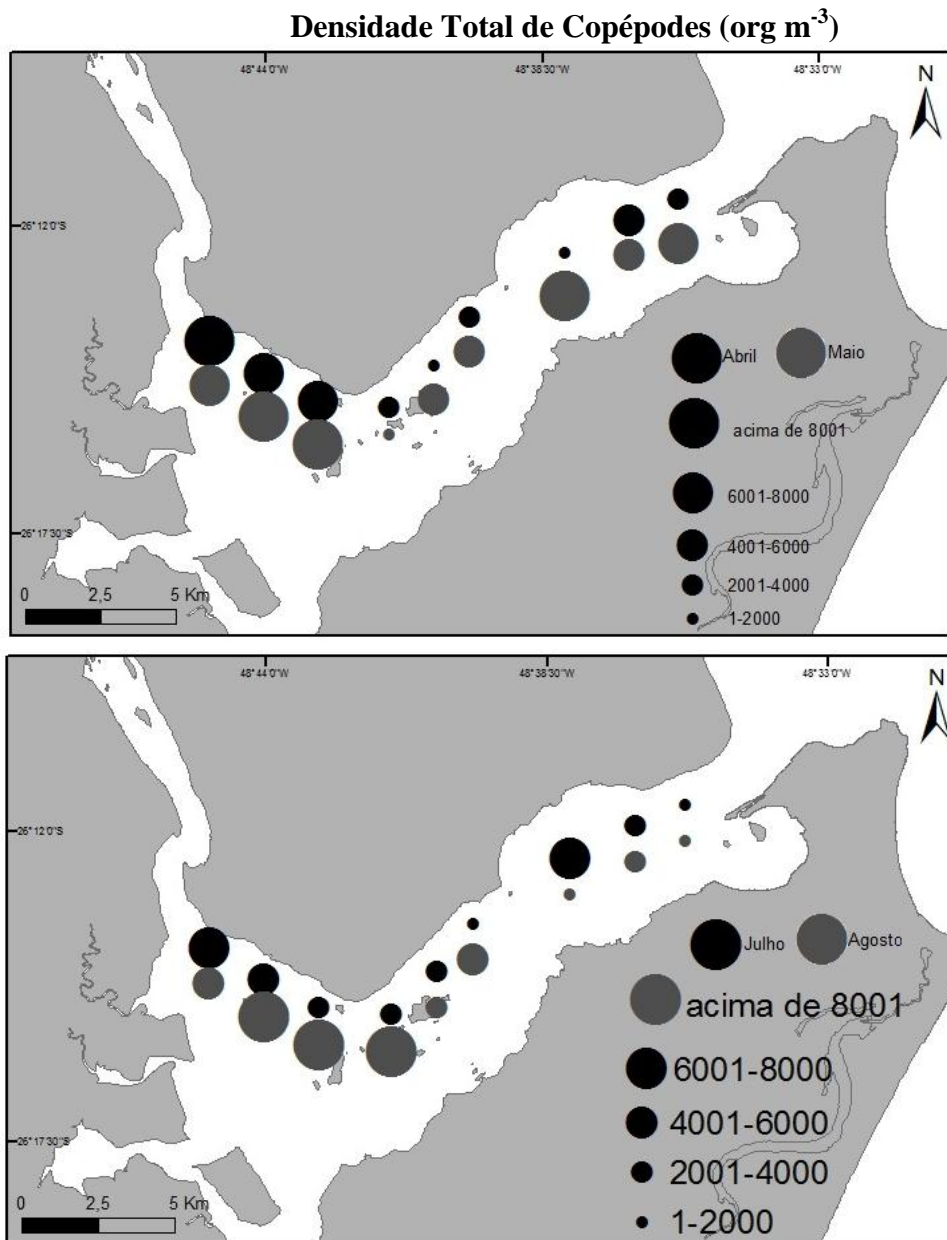 Densidade Total de Copépodes (org m⁻³)
48°44'0"W 48°38'30"W 48°33'0"W
N
26°12'0"S
Abril Maio
acima de 8001
6001-8000
26°17'30"S
4001-6000
2001-4000
1-2000
0 2,5 5 Km
48°44'0"W 48°38'30"W 48°33'0"W
N
26°12'0"S
Julho Agosto
acima de 8001
6001-8000
4001-6000
26°17'30"S
2001-4000
1-2000
0 2,5 5 Km